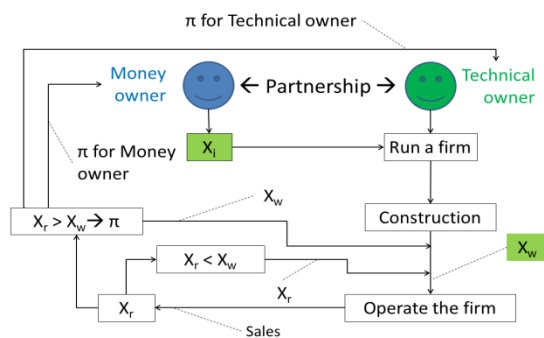 π for Technical owner
Money
owner
← Partnership →
Technical
owner
Xi
Run a firm
π for Money
owner
Xw
Xr > Xw → π
Construction
Xr < Xw
Xw
Xr
Xr
Operate the firm
Sales